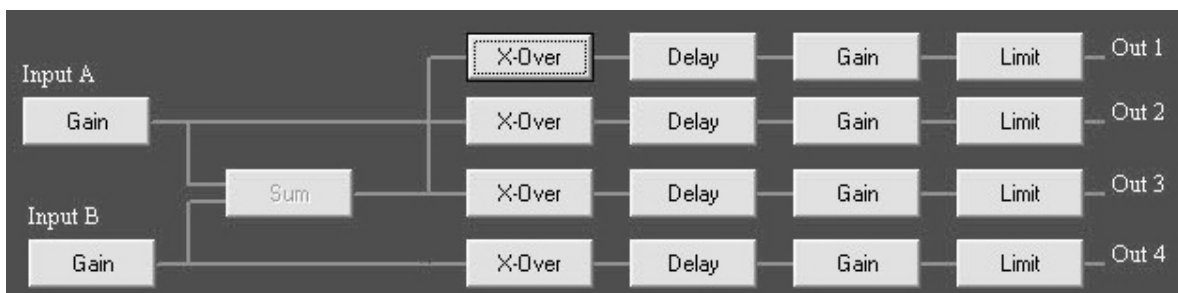 X-Over Delay Gain Limit Out 1
Input A
Gain X-Over Delay Gain Limit Out 2
Sum X-Over Delay Gain Limit Out 3
Input B
Gain X-Over Delay Gain Limit Out 4